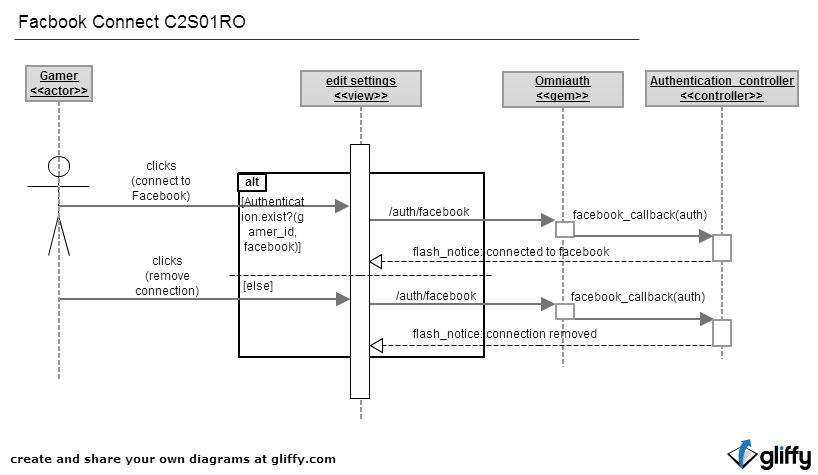 Facbook Connect C2S01RO
Gamer
<<actor>>
edit settings
<<view>>
Omniauth
<<gem>>
Authentication controller
<<controller>>
clicks
(connect to
Facebook)
alt
[Authenticat
ion.exist?(g
amer_id,
facebook)]
/auth/facebook
facebook_callback(auth)
flash_notice: connected to facebook
clicks
(remove
connection)
[else]
/auth/facebook
facebook_callback(auth)
flash_notice: connection removed
create and share your own diagrams at gliffy.com
gliffy